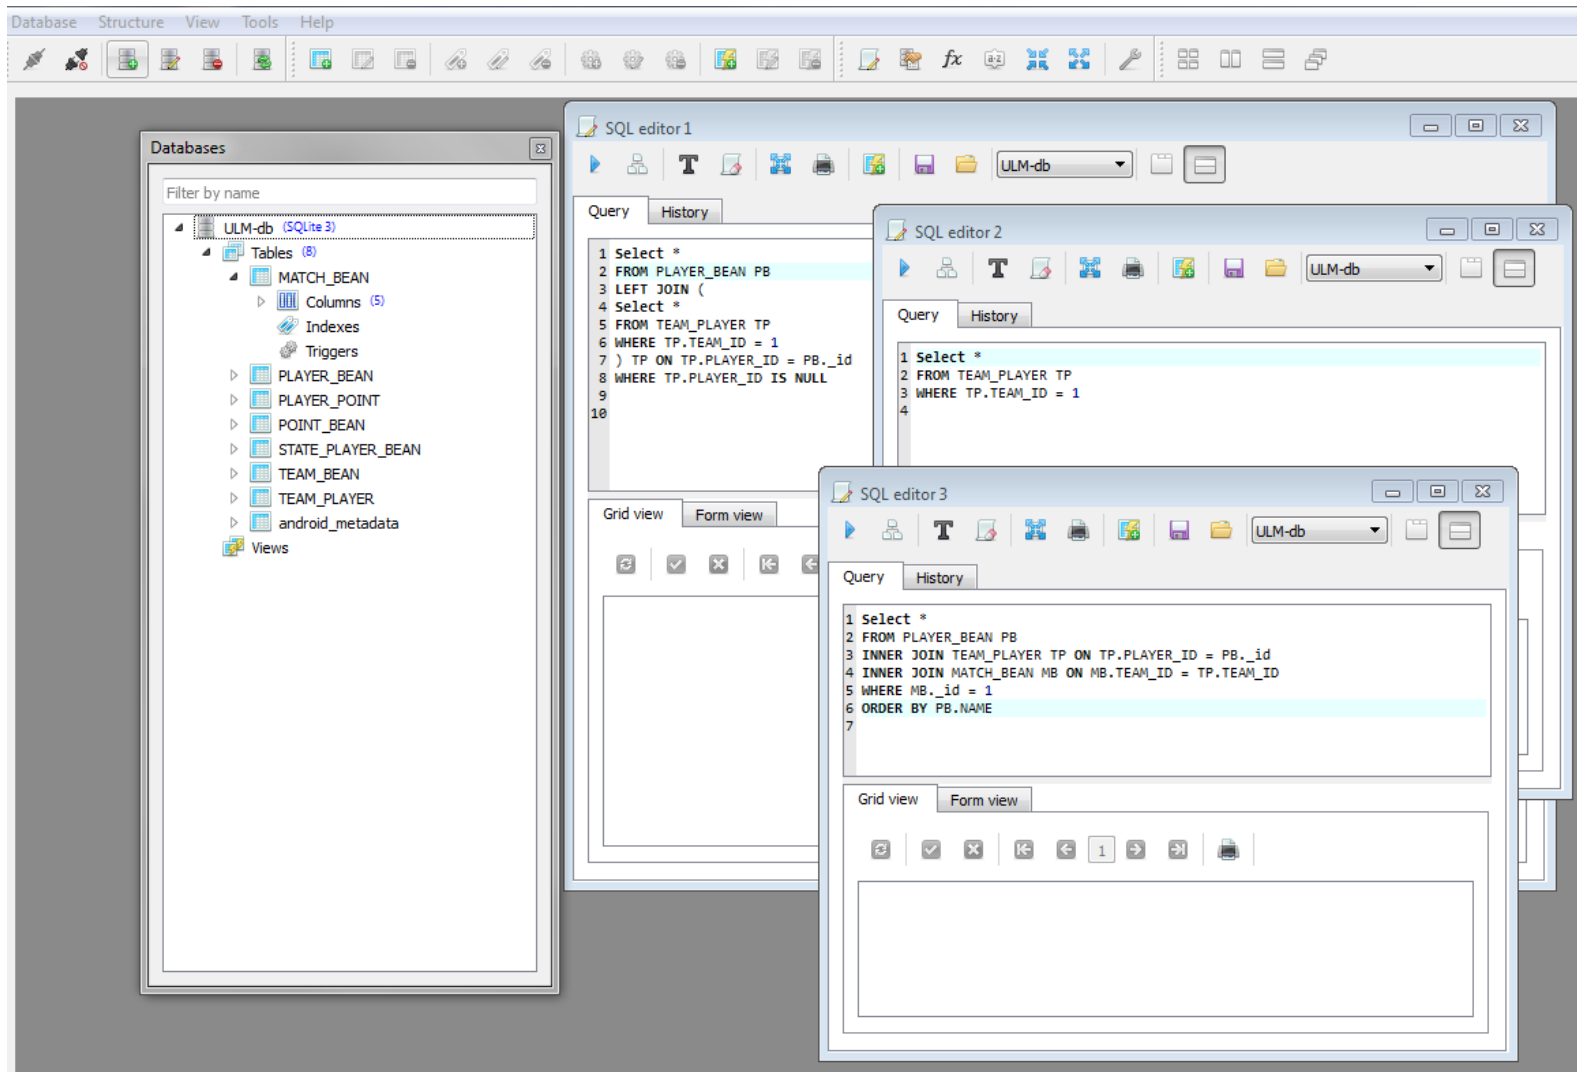 Database Structure View Tools Help
fx
a·z
Databases
Filter by name
ULM-db (SQLite 3)
Tables (8)
MATCH_BEAN
Columns (5)
Indexes
Triggers
PLAYER_BEAN
PLAYER_POINT
POINT_BEAN
STATE_PLAYER_BEAN
TEAM_BEAN
TEAM_PLAYER
android_metadata
Views
SQL editor 1
T
ULM-db
Query History
1 Select *
2 FROM PLAYER_BEAN PB
3 LEFT JOIN (
4 Select *
5 FROM TEAM_PLAYER TP
6 WHERE TP.TEAM_ID = 1
7 ) TP ON TP.PLAYER_ID = PB._id
8 WHERE TP.PLAYER_ID IS NULL
9
10
Grid view Form view
SQL editor 2
T
ULM-db
Query History
1 Select *
2 FROM TEAM_PLAYER TP
3 WHERE TP.TEAM_ID = 1
4
SQL editor 3
T
ULM-db
Query History
1 Select *
2 FROM PLAYER_BEAN PB
3 INNER JOIN TEAM_PLAYER TP ON TP.PLAYER_ID = PB._id
4 INNER JOIN MATCH_BEAN MB ON MB.TEAM_ID = TP.TEAM_ID
5 WHERE MB._id = 1
6 ORDER BY PB.NAME
7
Grid view Form view
1